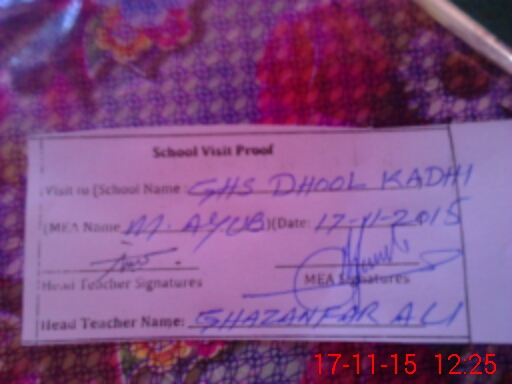 School Visit Proof
Visit to (School Name GHS DHOOL KADHI
(MEA Name M. AYUB)(Date: 17-11-2015
Head Teacher Signatures MEA Signatures
Head Teacher Name: GHAZANFAR ALI
17-11-15 12:25